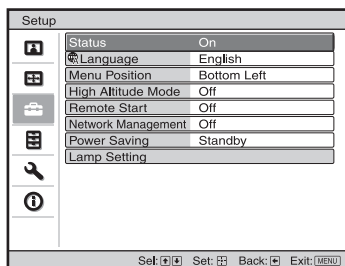 Setup
Status On
Language English
Menu Position Bottom Left
High Altitude Mode Off
Remote Start Off
Network Management Off
Power Saving Standby
Lamp Setting
Sel: Set: Back: Exit: MENU